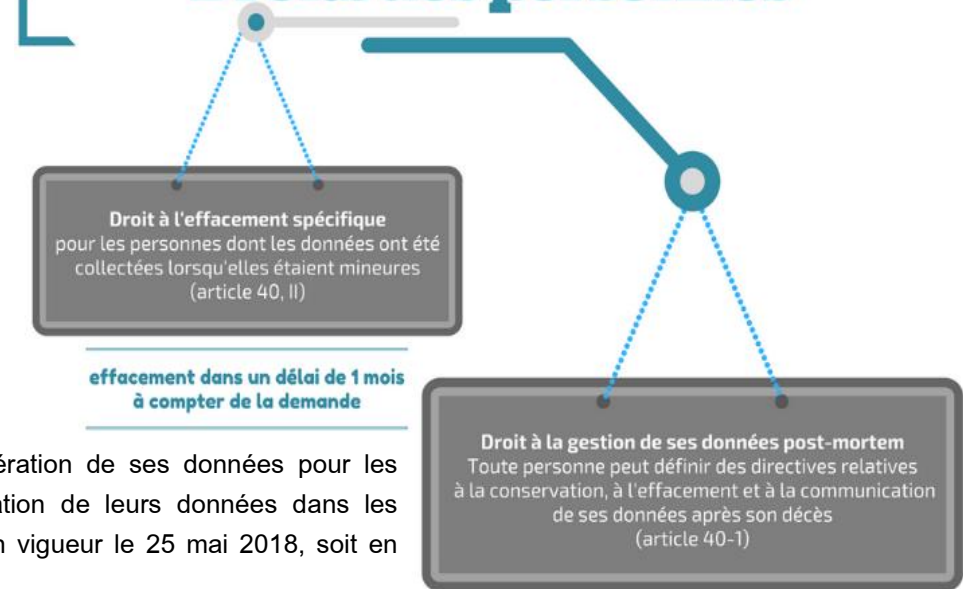 Droit à l'effacement spécifique
pour les personnes dont les données ont été
collectées lorsqu'elles étaient mineures
(article 40, II)
effacement dans un délai de 1 mois
à compter de la demande
de ses données pour les
de leurs données dans les
vigueur le 25 mai 2018, soit en
Droit à la gestion de ses données post-mortem
Toute personne peut définir des directives relatives
à la conservation, à l'effacement et à la communication
de ses données après son décès
(article 40-1)